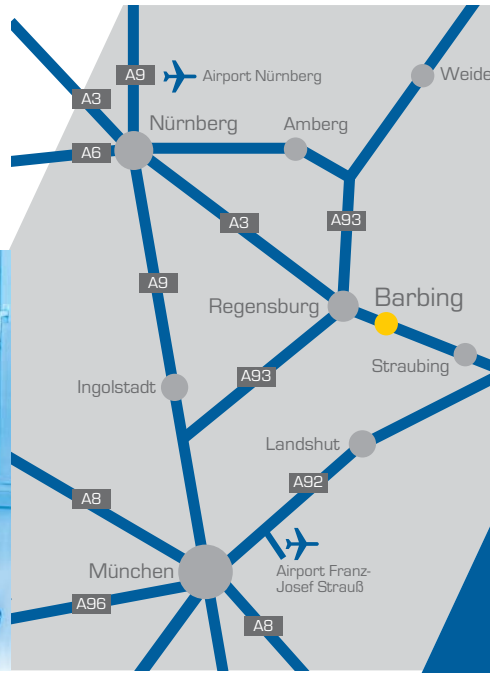 A9
Airport Nürnberg
Weide
A3
Nürnberg
Amberg
A6
A3
A93
A9
Regensburg
Barbing
Straubing
A93
Ingolstadt
Landshut
A92
A8
Airport Franz-
Josef Strauß
München
A96
A8